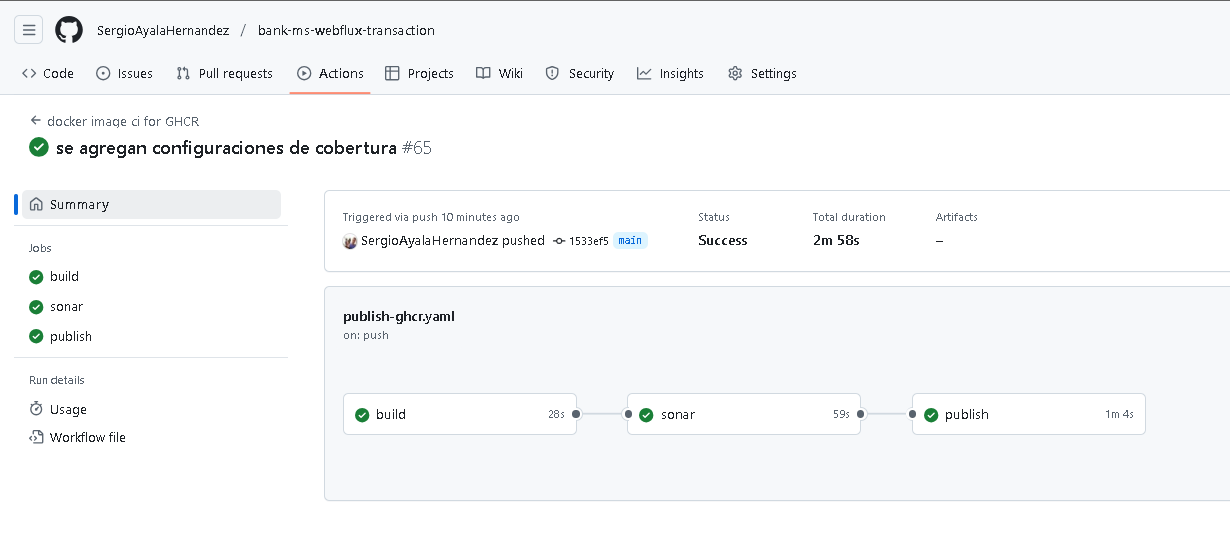 SergioAyalaHernandez / bank-ms-webflux-transaction
Code Issues Pull requests Actions Projects Wiki Security Insights Settings
← docker image ci for GHCR
se agregan configuraciones de cobertura #65
Summary
Jobs
build
sonar
publish
Run details
Usage
Workflow file
Triggered via push 10 minutes ago
SergioAyalaHernandez pushed 1533ef5 main
Status
Success
Total duration
2m 58s
Artifacts
–
publish-ghcr.yaml
on: push
build 28s
sonar 59s
publish 1m 4s